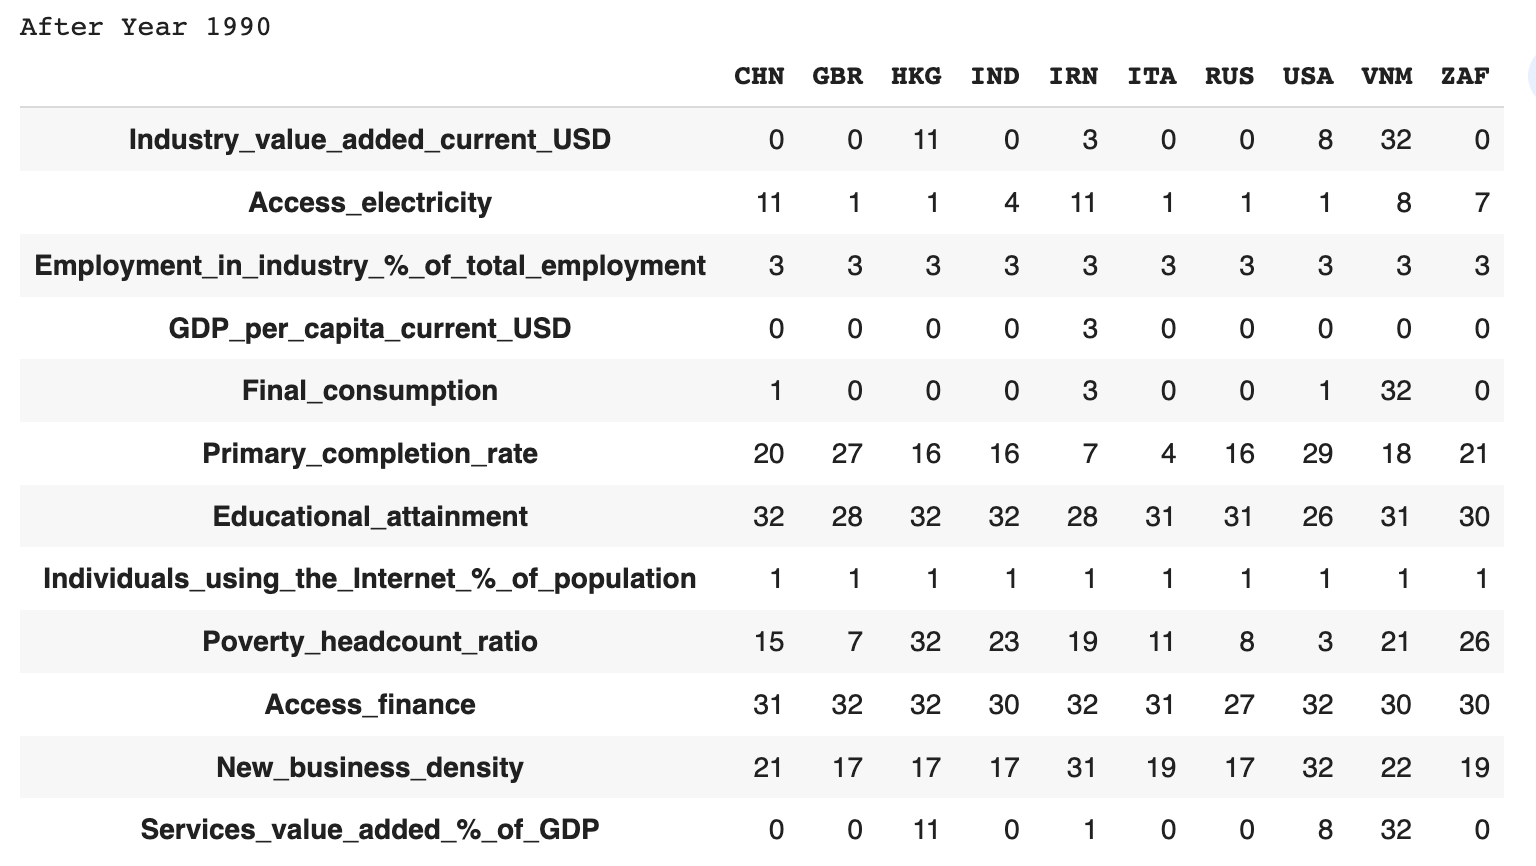 After Year 1990
CHN GBR HKG IND IRN ITA RUS USA VNM ZAF
Industry_value_added_current_USD 0 0 11 0 3 0 0 8 32 0
Access_electricity 11 1 1 4 11 1 1 1 8 7
Employment_in_industry_%_of_total_employment 3 3 3 3 3 3 3 3 3 3
GDP_per_capita_current_USD 0 0 0 0 3 0 0 0 0 0
Final_consumption 1 0 0 0 3 0 0 1 32 0
Primary_completion_rate 20 27 16 16 7 4 16 29 18 21
Educational_attainment 32 28 32 32 28 31 31 26 31 30
Individuals_using_the_Internet_%_of_population 1 1 1 1 1 1 1 1 1 1
Poverty_headcount_ratio 15 7 32 23 19 11 8 3 21 26
Access_finance 31 32 32 30 32 31 27 32 30 30
New_business_density 21 17 17 17 31 19 17 32 22 19
Services_value_added_%_of_GDP 0 0 11 0 1 0 0 8 32 0